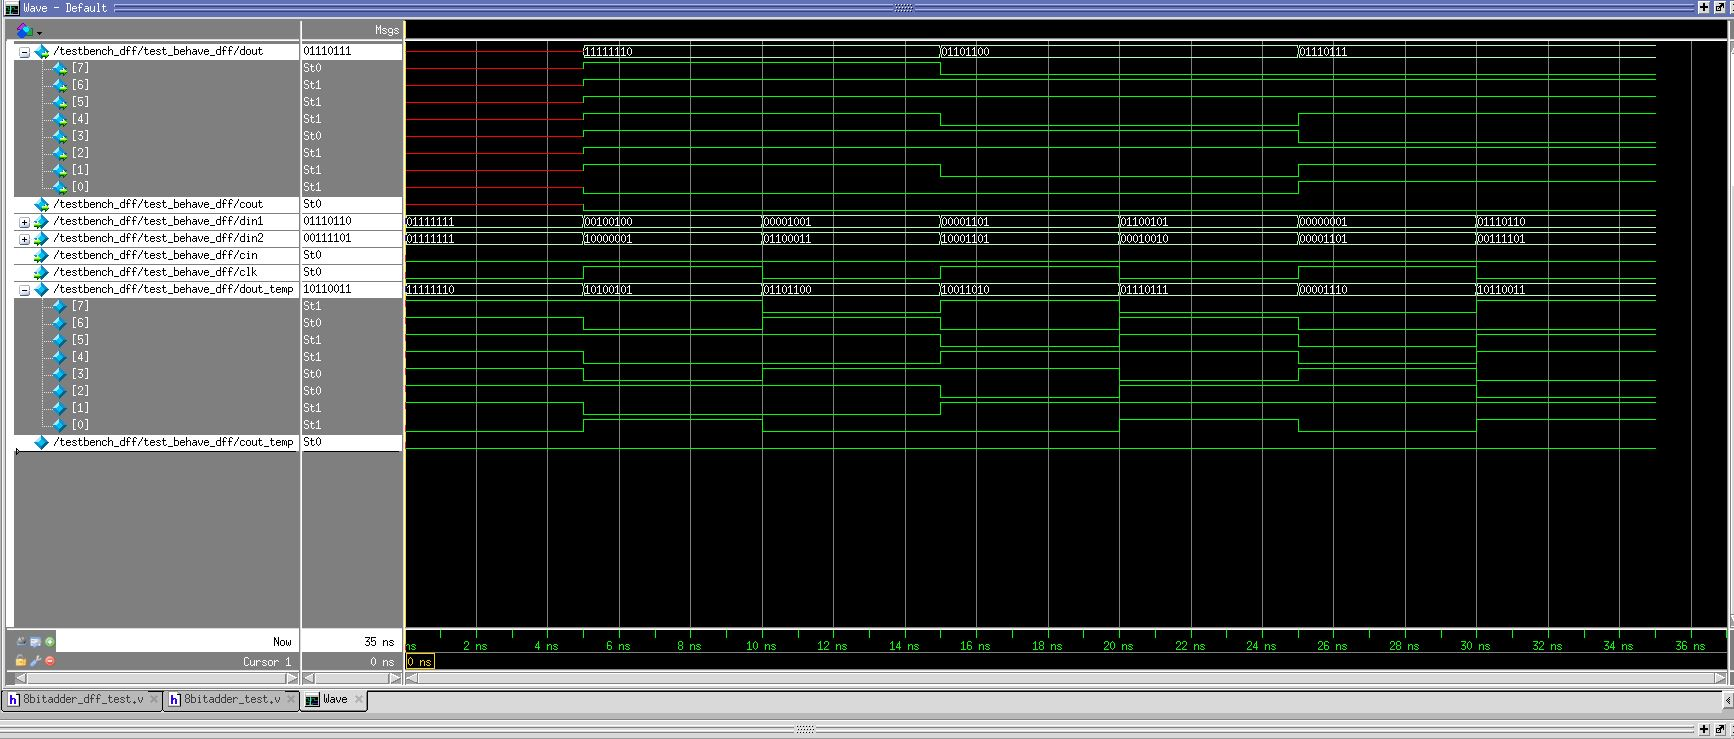 Wave - Default
Msgs
/testbench_dff/test_behave_dff/dout 01110111 11111110 01101100 01110111
[7] St0
[6] St1
[5] St1
[4] St1
[3] St0
[2] St1
[1] St1
[0] St1
/testbench_dff/test_behave_dff/cout St0
/testbench_dff/test_behave_dff/din1 01110110 01111111 00100100 00001001 00001101 01100101 00000001 01110110
/testbench_dff/test_behave_dff/din2 00111101 01111111 10000001 01100011 10001101 00010010 00001101 00111101
/testbench_dff/test_behave_dff/cin St0
/testbench_dff/test_behave_dff/clk St0
/testbench_dff/test_behave_dff/dout_temp 10110011 11111110 10100101 01101100 10011010 01110111 00001110 10110011
[7] St1
[6] St0
[5] St1
[4] St1
[3] St0
[2] St0
[1] St1
[0] St1
/testbench_dff/test_behave_dff/cout_temp St0
Now 35 ns ns 2 ns 4 ns 6 ns 8 ns 10 ns 12 ns 14 ns 16 ns 18 ns 20 ns 22 ns 24 ns 26 ns 28 ns 30 ns 32 ns 34 ns 36 ns
Cursor 1 0 ns 0 ns
8bitadder_dff_test.v 8bitadder_test.v Wave